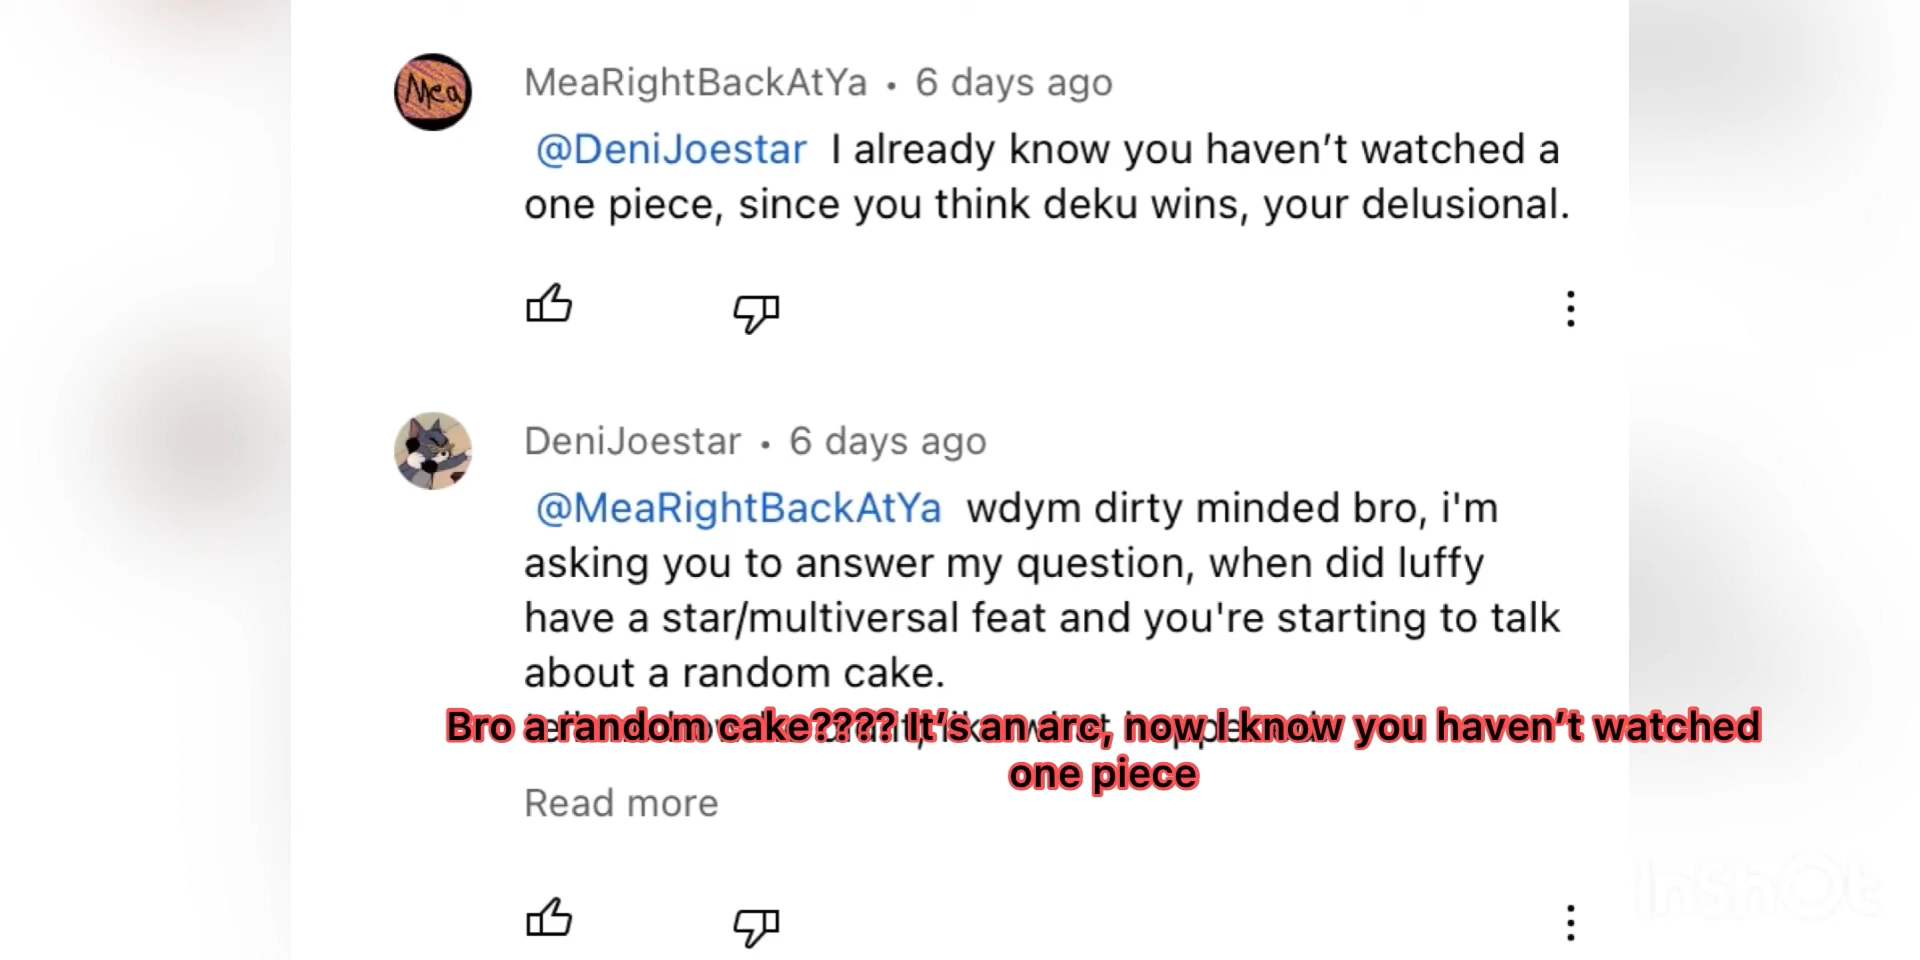 Mea
MeaRightBackAtYa • 6 days ago
@DeniJoestar I already know you haven’t watched a
one piece, since you think deku wins, your delusional.
DeniJoestar • 6 days ago
@MeaRightBackAtYa wdym dirty minded bro, i'm
asking you to answer my question, when did luffy
have a star/multiversal feat and you're starting to talk
about a random cake.
Bro a random cake???? It’s an arc, now I know you haven’t watched
one piece
Read more
InShOt